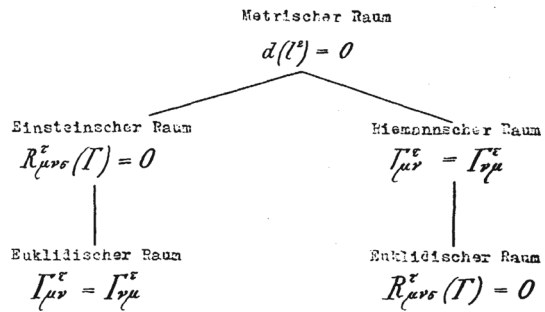 Metrischer Raum
d(l²) = 0
Einsteinscher Raum
R^τ_{μνσ}(Γ) = 0
Riemannscher Raum
Γ^τ_{μν} = Γ^τ_{νμ}
Euklidischer Raum
Γ^τ_{μν} = Γ^τ_{νμ}
Euklidischer Raum
R^τ_{μνσ}(Γ) = 0